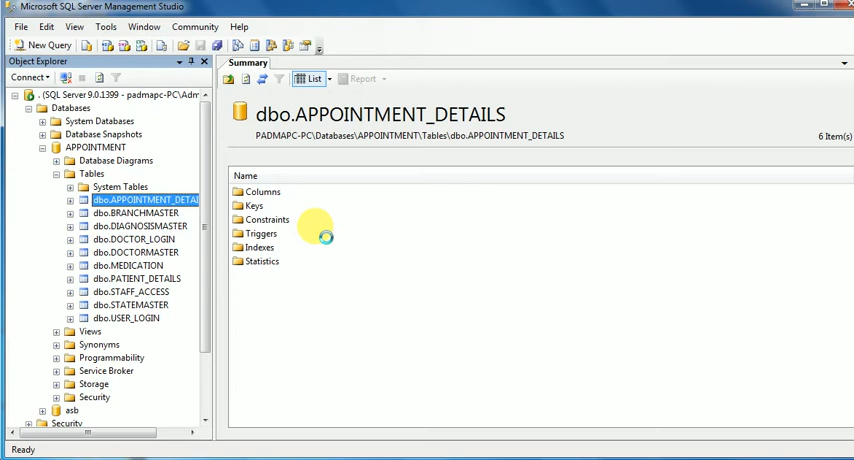 Microsoft SQL Server Management Studio
File Edit View Tools Window Community Help
New Query
Object Explorer
Connect
. (SQL Server 9.0.1399 - padmapc-PC\Adm
Databases
System Databases
Database Snapshots
APPOINTMENT
Database Diagrams
Tables
System Tables
dbo.APPOINTMENT_DETAI
dbo.BRANCHMASTER
dbo.DIAGNOSISMASTER
dbo.DOCTOR_LOGIN
dbo.DOCTORMASTER
dbo.MEDICATION
dbo.PATIENT_DETAILS
dbo.STAFF_ACCESS
dbo.STATEMASTER
dbo.USER_LOGIN
Views
Synonyms
Programmability
Service Broker
Storage
Security
asb
Security
Summary
List Report
dbo.APPOINTMENT_DETAILS
PADMAPC-PC\Databases\APPOINTMENT\Tables\dbo.APPOINTMENT_DETAILS 6 Item(s)
Name
Columns
Keys
Constraints
Triggers
Indexes
Statistics
Ready